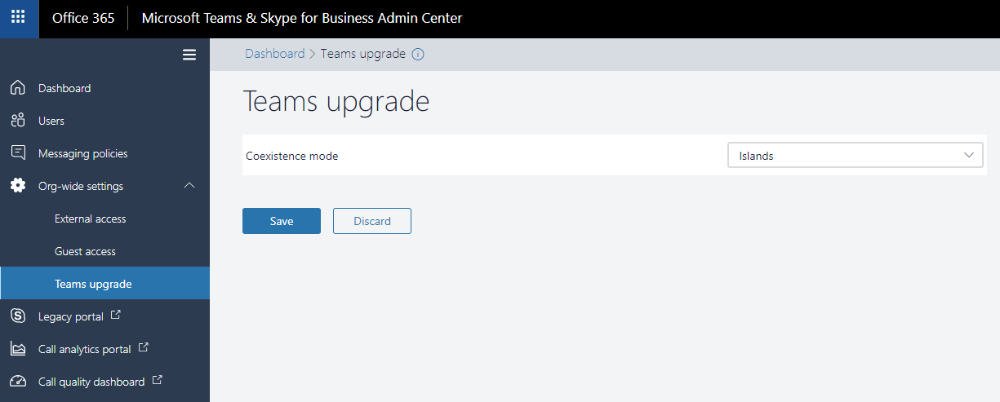 Office 365 Microsoft Teams & Skype for Business Admin Center
Dashboard > Teams upgrade
Dashboard
Users
Messaging policies
Org-wide settings
External access
Guest access
Teams upgrade
Legacy portal
Call analytics portal
Call quality dashboard
Teams upgrade
Coexistence mode
Islands
Save
Discard